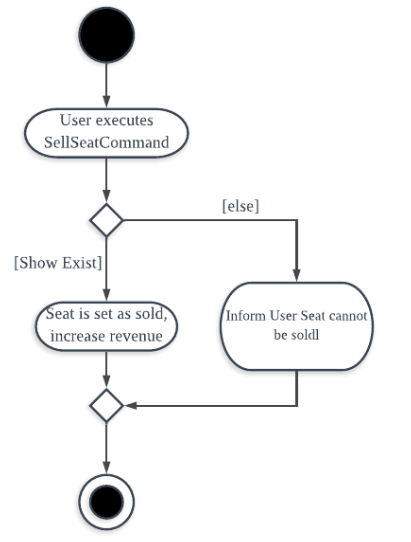 User executes
SellSeatCommand
[else]
[Show Exist]
Seat is set as sold,
increase revenue
Inform User Seat cannot
be soldl